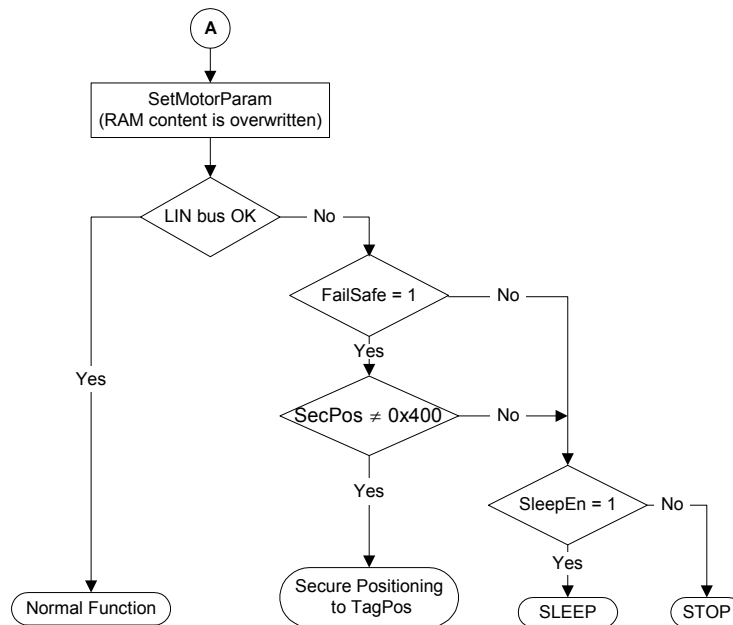 A
SetMotorParam
(RAM content is overwritten)
LIN bus OK
No
FailSafe = 1
No
Yes
Yes
SecPos ≠ 0x400
No
Yes
SleepEn = 1
No
Yes
Normal Function
Secure Positioning
to TagPos
SLEEP
STOP